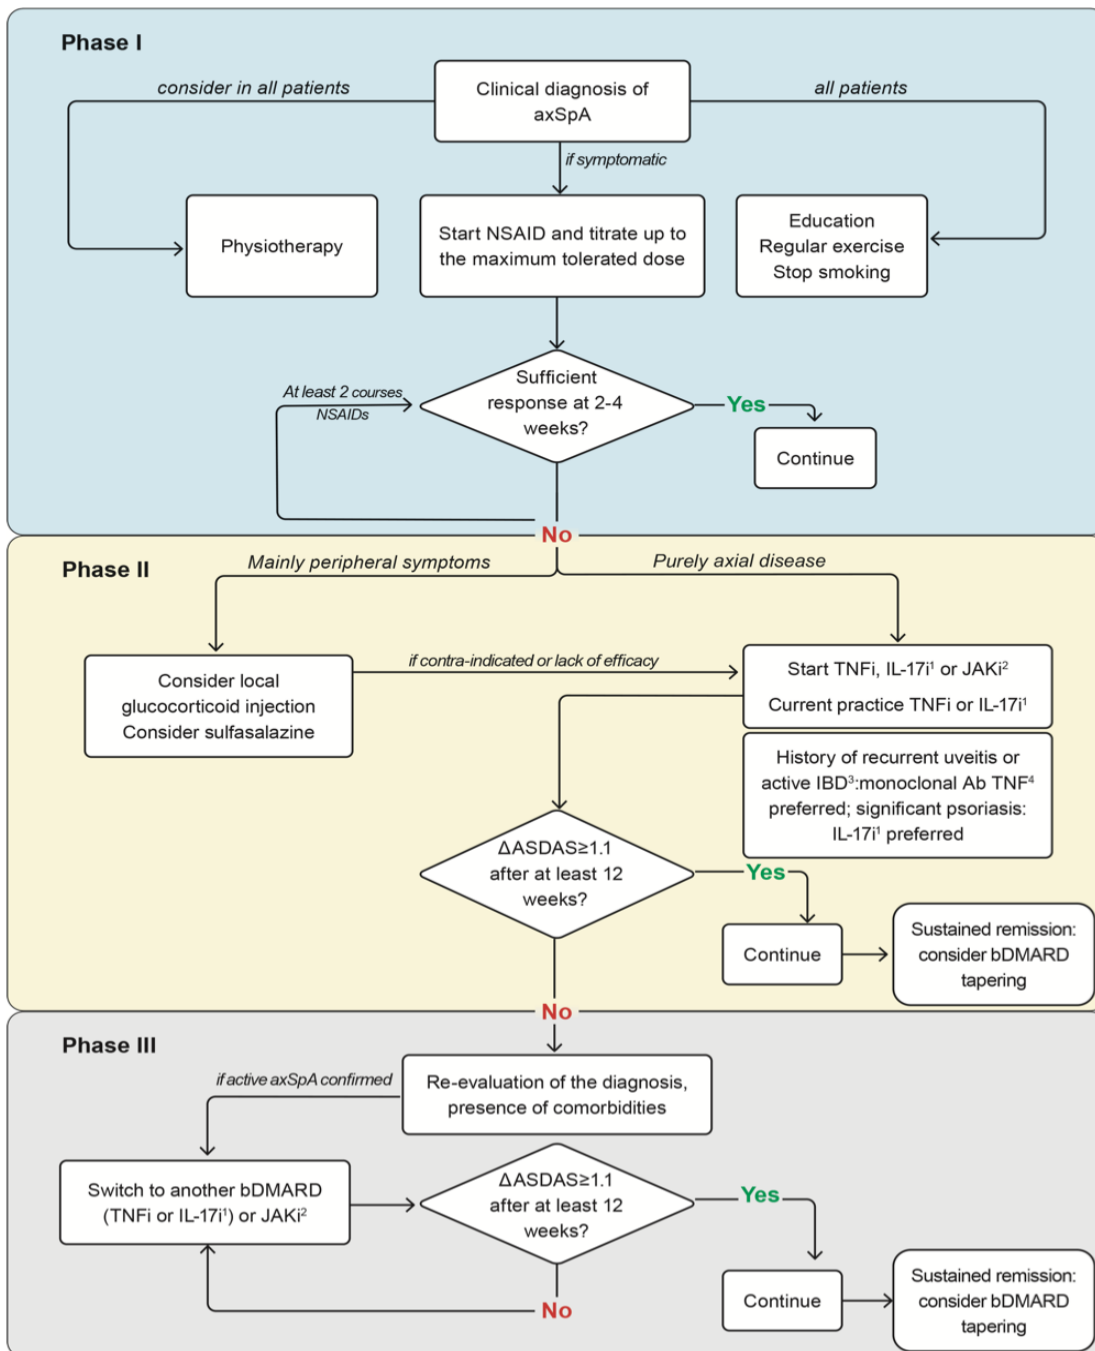 Phase I
consider in all patients
Clinical diagnosis of
axSpA
all patients
if symptomatic
Physiotherapy
Start NSAID and titrate up to
the maximum tolerated dose
Education
Regular exercise
Stop smoking
At least 2 courses
NSAIDs
Sufficient
response at 2-4
weeks?
Yes
Continue
No
Phase II
Mainly peripheral symptoms
Purely axial disease
Consider local
glucocorticoid injection
Consider sulfasalazine
if contra-indicated or lack of efficacy
Start TNFi, IL-17i¹ or JAKi²
Current practice TNFi or IL-17i¹
History of recurrent uveitis or
active IBD³:monoclonal Ab TNF⁴
preferred; significant psoriasis:
IL-17i¹ preferred
ΔASDAS≥1.1
after at least 12
weeks?
Yes
Continue
Sustained remission:
consider bDMARD
tapering
No
Phase III
if active axSpA confirmed
Re-evaluation of the diagnosis,
presence of comorbidities
Switch to another bDMARD
(TNFi or IL-17i¹) or JAKi²
ΔASDAS≥1.1
after at least 12
weeks?
Yes
No
Continue
Sustained remission:
consider bDMARD
tapering